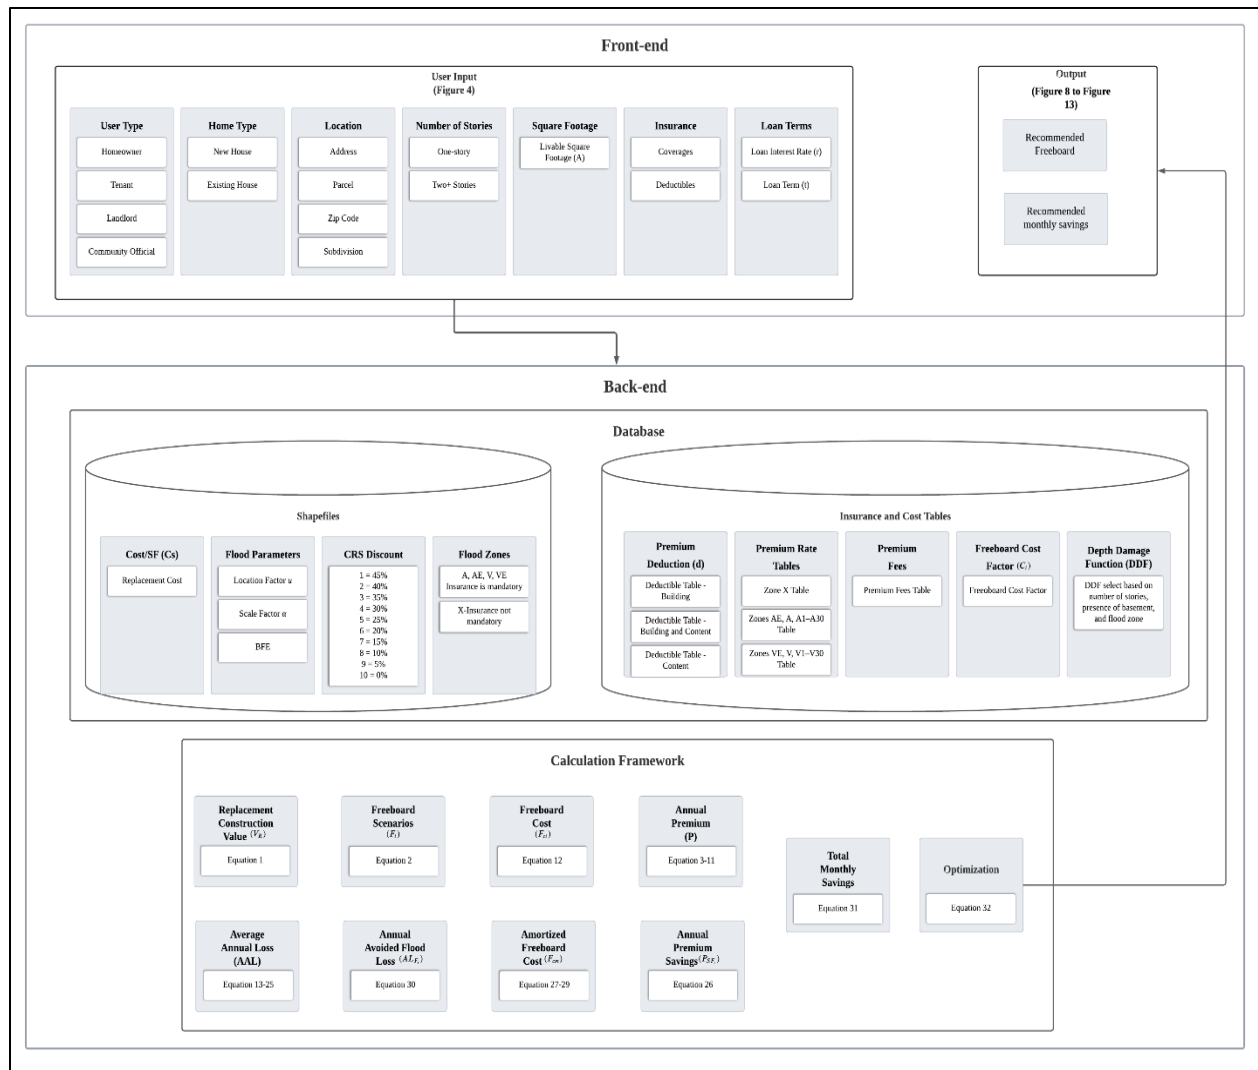 Front-end
User Input
(Figure 4)
User Type
Homeowner
Tenant
Landlord
Community Official
Home Type
New House
Existing House
Location
Address
Parcel
Zip Code
Subdivision
Number of Stories
One-story
Two+ Stories
Square Footage
Livable Square
Footage (A)
Insurance
Coverages
Deductibles
Loan Terms
Loan Interest Rate (r)
Loan Term (t)
Output
(Figure 8 to Figure
13)
Recommended
Freeboard
Recommended
monthly savings
Back-end
Database
Shapefiles
Cost/SF (Cs)
Replacement Cost
Flood Parameters
Location Factor u
Scale Factor α
BFE
CRS Discount
1 = 45%
2 = 40%
3 = 35%
4 = 30%
5 = 25%
6 = 20%
7 = 15%
8 = 10%
9 = 5%
10 = 0%
Flood Zones
A, AE, V, VE
Insurance is mandatory
X-Insurance not
mandatory
Insurance and Cost Tables
Premium
Deduction (d)
Deductible Table -
Building
Deductible Table -
Building and Content
Deductible Table -
Content
Premium Rate
Tables
Zone X Table
Zones AE, A, A1–A30
Table
Zones VE, V, V1–V30
Table
Premium
Fees
Premium Fees Table
Freeboard Cost
Factor (C_i)
Freeboard Cost Factor
Depth Damage
Function (DDF)
DDF select based on
number of stories,
presence of basement,
and flood zone
Calculation Framework
Replacement
Construction
Value (V_R)
Equation 1
Freeboard
Scenarios
(F_i)
Equation 2
Freeboard
Cost
(F_ci)
Equation 12
Annual
Premium
(P)
Equation 3-11
Average
Annual Loss
(AAL)
Equation 13-25
Annual
Avoided Flood
Loss (AL_Fi)
Equation 30
Amortized
Freeboard
Cost (F_cm)
Equation 27-29
Annual
Premium
Savings (P_SFi)
Equation 26
Total
Monthly
Savings
Equation 31
Optimization
Equation 32